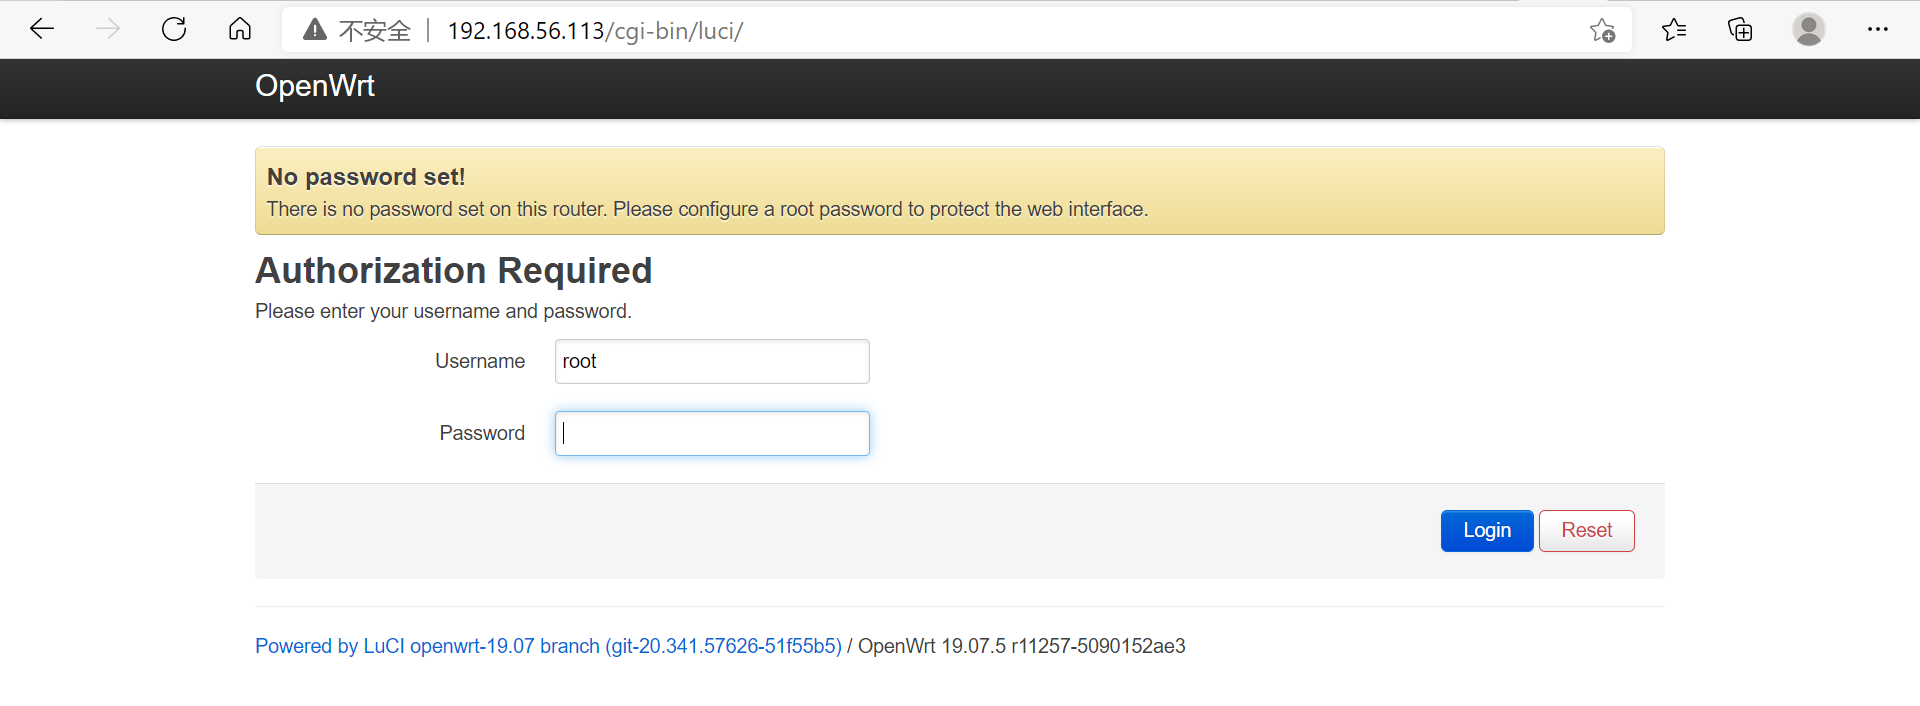 不安全 | 192.168.56.113/cgi-bin/luci/
OpenWrt
No password set!
There is no password set on this router. Please configure a root password to protect the web interface.
Authorization Required
Please enter your username and password.
Username root
Password
Login Reset
Powered by LuCI openwrt-19.07 branch (git-20.341.57626-51f55b5) / OpenWrt 19.07.5 r11257-5090152ae3